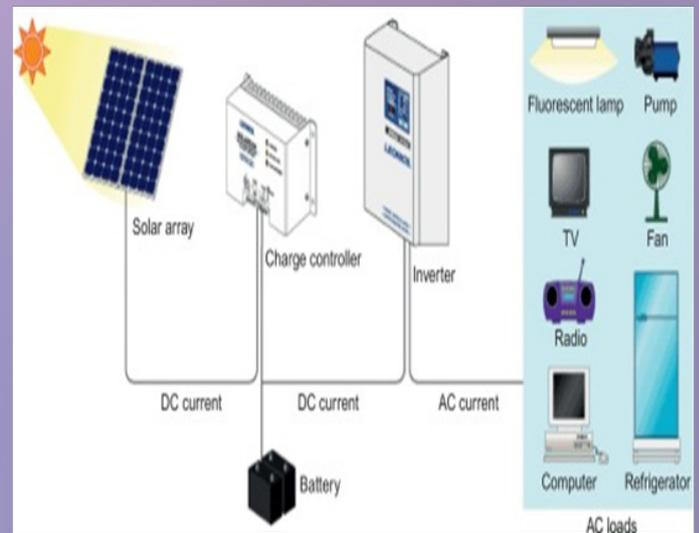 Solar array
Charge controller
Inverter
DC current
DC current
AC current
Battery
Fluorescent lamp
Pump
TV
Fan
Radio
Computer
Refrigerator
AC loads